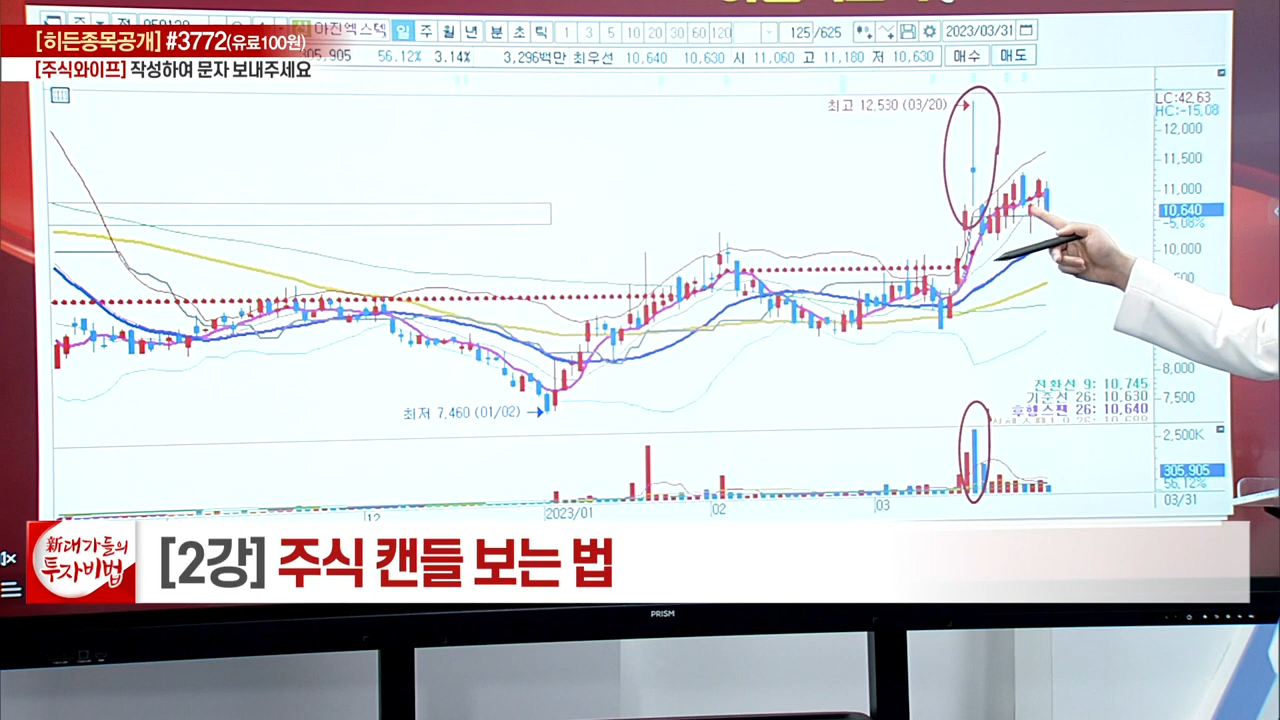 [히든종목공개] #3772(유료100원)
[주식와이프] 작성하여 문자 보내주세요
아진엑스텍 일 주 월 년 분 초 틱 1 3 5 10 20 30 60 120 125 /625 2023/03/31
305,905 56.12% 3.14% 3,296백만 최우선 10,640 10,630 시 11,060 고 11,180 저 10,630 매수 매도
LC:42,63
최고 12,530 (03/20)
HC:-15,08
12,000
11,500
11,000
10,640
-5,08%
10,000
8,000
전환선 9: 10,745
기준선 26: 10,630
7,500
최저 7,460 (01/02)
후행스팬 26: 10,640
2,500K
305,905
56,12%
12
2023/01
02
03
03/31
新대가들의
투자비법
[2강] 주식 캔들 보는 법
PRISM